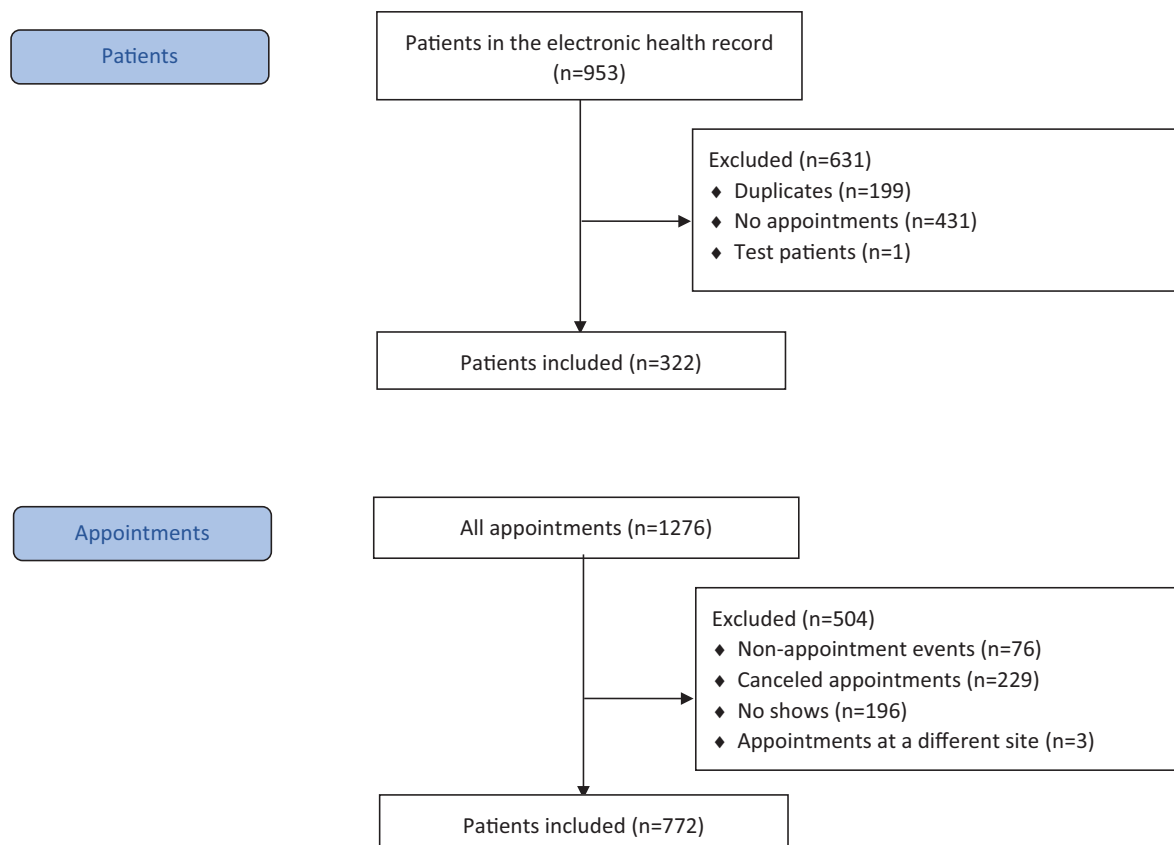 Patients
Patients in the electronic health record
(n=953)
Excluded (n=631)
♦ Duplicates (n=199)
♦ No appointments (n=431)
♦ Test patients (n=1)
Patients included (n=322)
Appointments
All appointments (n=1276)
Excluded (n=504)
♦ Non-appointment events (n=76)
♦ Canceled appointments (n=229)
♦ No shows (n=196)
♦ Appointments at a different site (n=3)
Patients included (n=772)